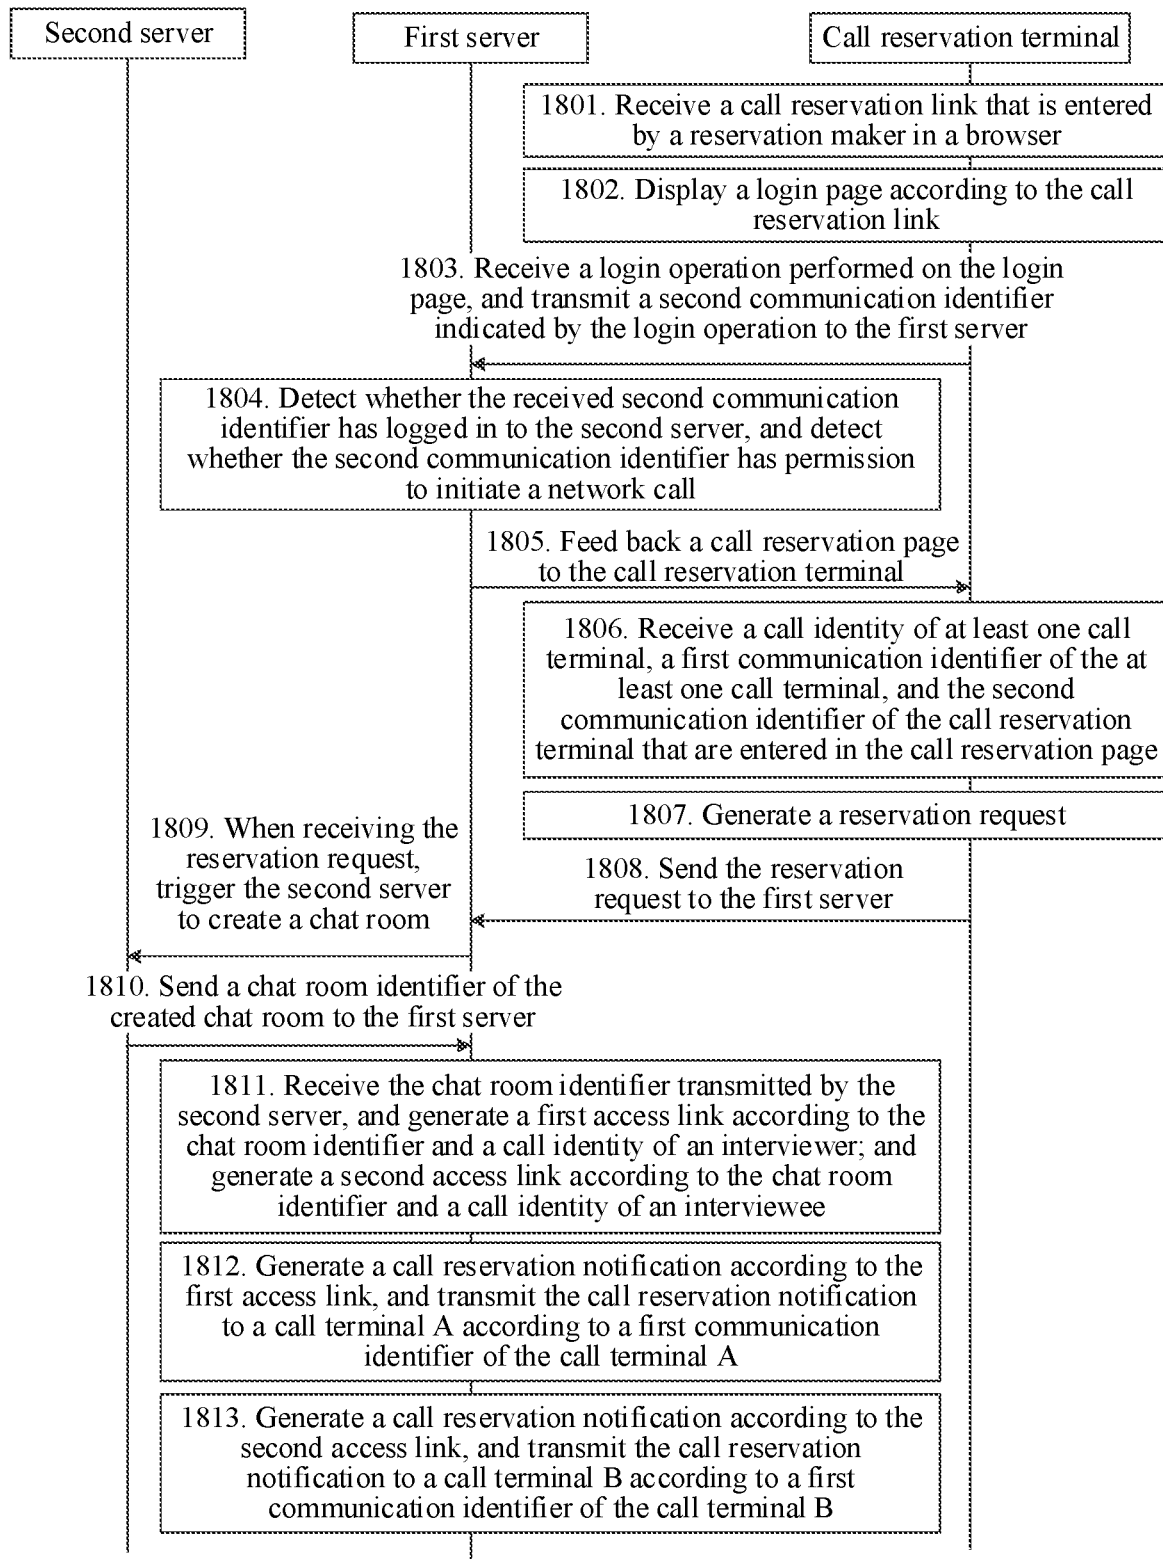 Second server
First server
Call reservation terminal
1801. Receive a call reservation link that is entered
by a reservation maker in a browser
1802. Display a login page according to the call
reservation link
1803. Receive a login operation performed on the login
page, and transmit a second communication identifier
indicated by the login operation to the first server
1804. Detect whether the received second communication
identifier has logged in to the second server, and detect
whether the second communication identifier has permission
to initiate a network call
1805. Feed back a call reservation page
to the call reservation terminal
1806. Receive a call identity of at least one call
terminal, a first communication identifier of the at
least one call terminal, and the second
communication identifier of the call reservation
terminal that are entered in the call reservation page
1807. Generate a reservation request
1808. Send the reservation
request to the first server
1809. When receiving the
reservation request,
trigger the second server
to create a chat room
1810. Send a chat room identifier of the
created chat room to the first server
1811. Receive the chat room identifier transmitted by the
second server, and generate a first access link according to the
chat room identifier and a call identity of an interviewer; and
generate a second access link according to the chat room
identifier and a call identity of an interviewee
1812. Generate a call reservation notification according to the
first access link, and transmit the call reservation notification
to a call terminal A according to a first communication
identifier of the call terminal A
1813. Generate a call reservation notification according to the
second access link, and transmit the call reservation
notification to a call terminal B according to a first
communication identifier of the call terminal B